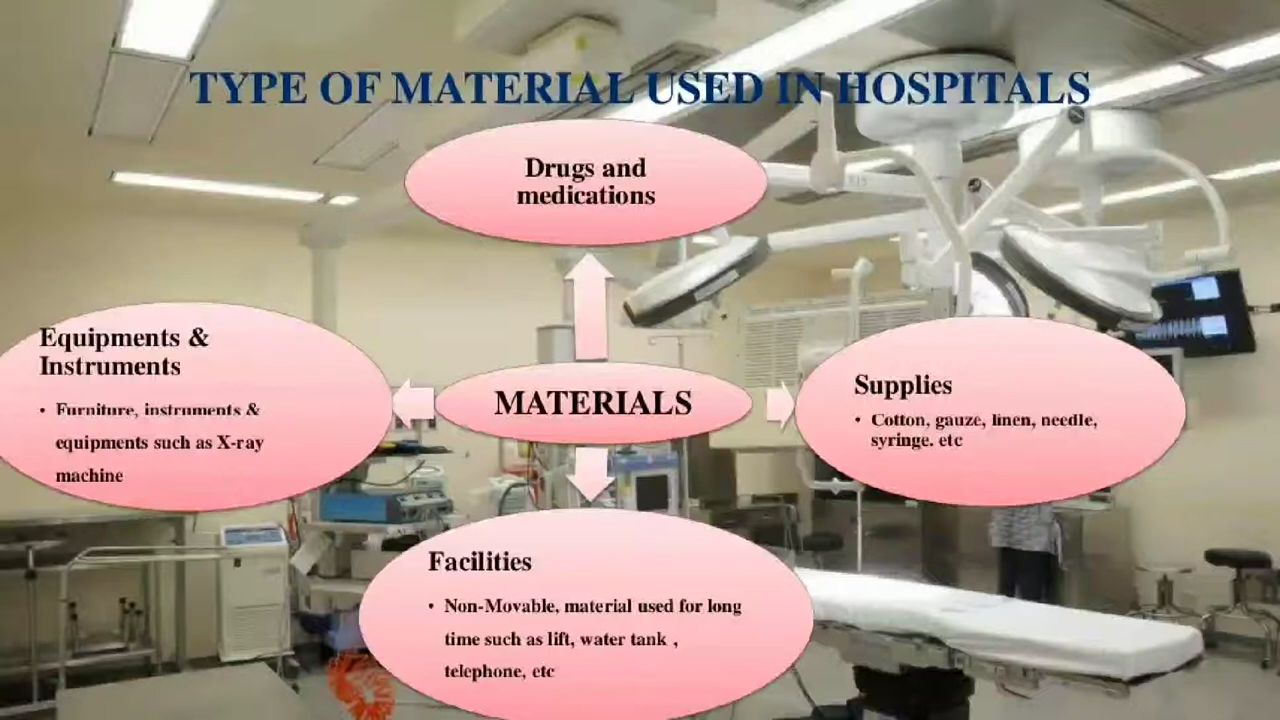 TYPE OF MATERIAL USED IN HOSPITALS
Drugs and
medications
Equipments &
Instruments
• Furniture, instruments &
equipments such as X-ray
machine
MATERIALS
Supplies
• Cotton, gauze, linen, needle,
syringe. etc
Facilities
• Non-Movable, material used for long
time such as lift, water tank ,
telephone, etc